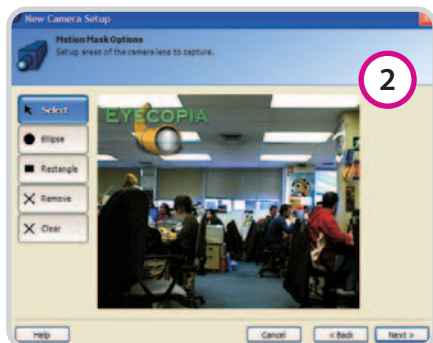 New Camera Setup
Motion Mask Options
Set up areas of the camera lens to capture.
2
Select
Ellipse
Rectangle
Remove
Clear
EYECOPIA
Help
Cancel
< Back
Next >